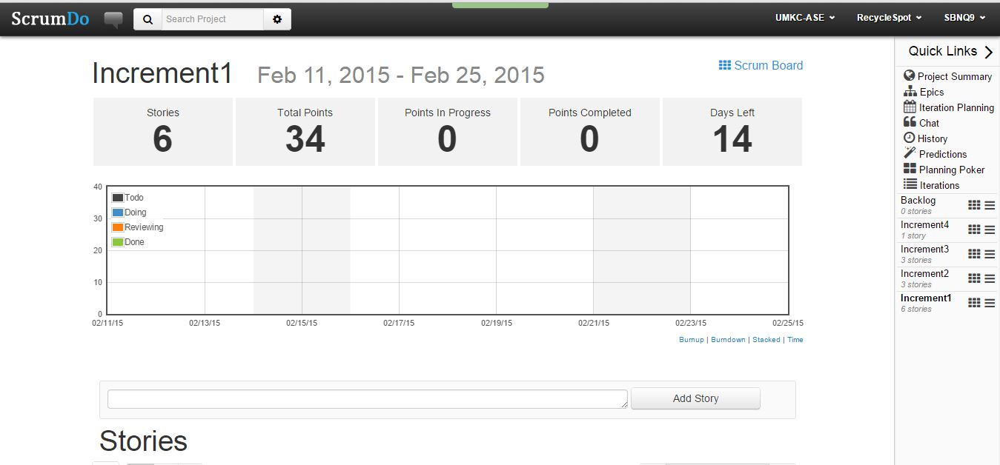 ScrumDo
Search Project
UMKC-ASE
RecycleSpot
SBNQ9
Increment1 Feb 11, 2015 - Feb 25, 2015
Scrum Board
Stories
6
Total Points
34
Points In Progress
0
Points Completed
0
Days Left
14
40
30
20
10
0
Todo
Doing
Reviewing
Done
02/11/15 02/13/15 02/15/15 02/17/15 02/19/15 02/21/15 02/23/15 02/25/15
Burnup | Burndown | Stacked | Time
Add Story
Stories
Quick Links
Project Summary
Epics
Iteration Planning
Chat
History
Predictions
Planning Poker
Iterations
Backlog
0 stories
Increment4
1 story
Increment3
3 stories
Increment2
3 stories
Increment1
6 stories